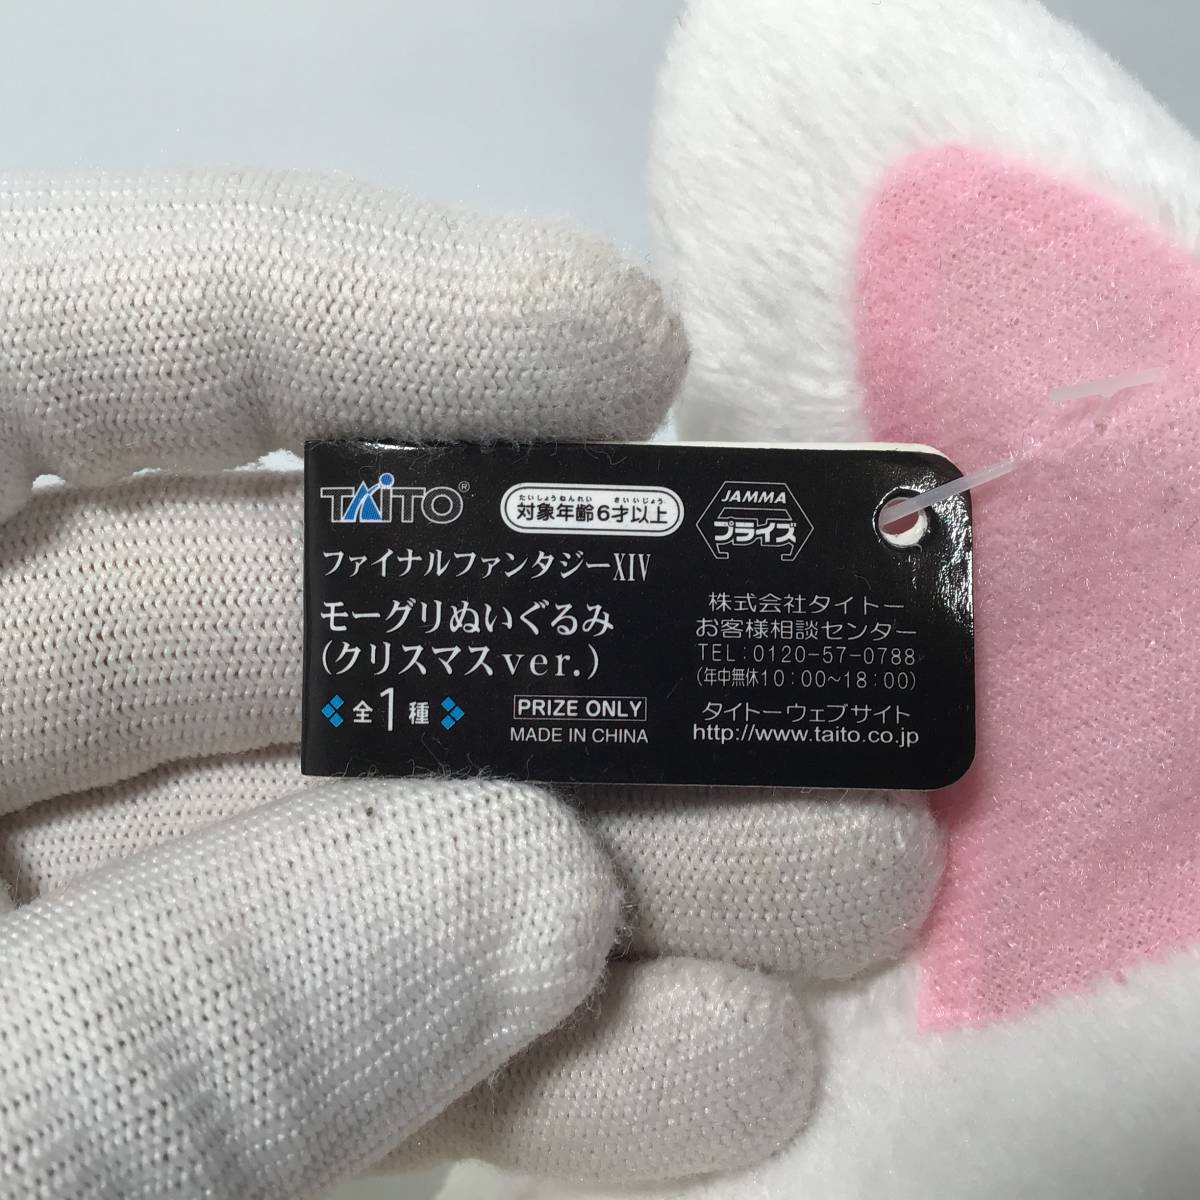 TAITO®
たいしょうねんれい さいいじょう
対象年齢6才以上
JAMMA
プライズ
ファイナルファンタジーXIV
モーグリぬいぐるみ
(クリスマスver.)
全1種
PRIZE ONLY
MADE IN CHINA
株式会社タイトー
お客様相談センター
TEL:0120-57-0788
(年中無休10:00~18:00)
タイトーウェブサイト
http://www.taito.co.jp